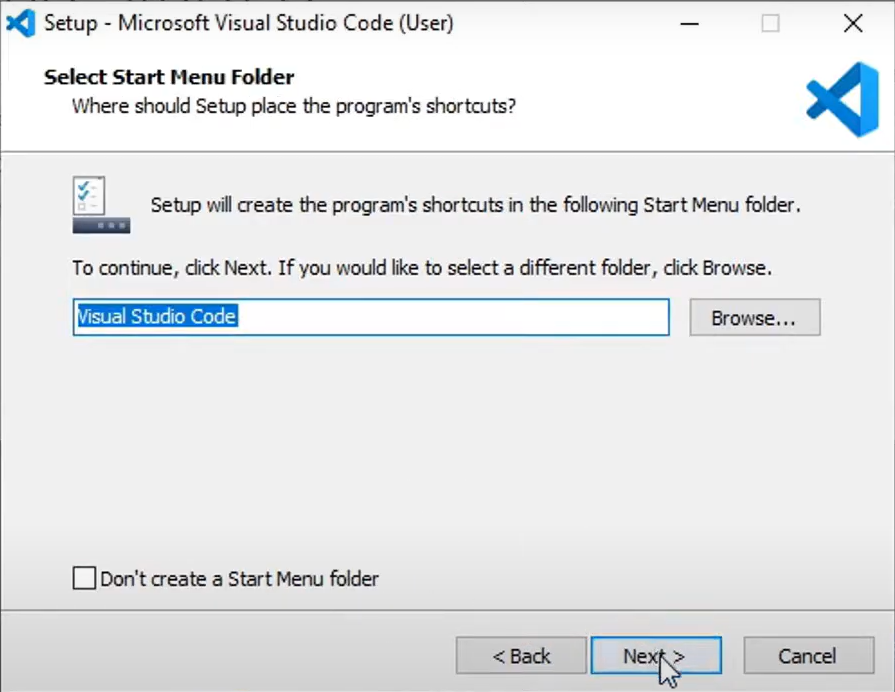 Setup - Microsoft Visual Studio Code (User)
Select Start Menu Folder
Where should Setup place the program's shortcuts?
Setup will create the program's shortcuts in the following Start Menu folder.
To continue, click Next. If you would like to select a different folder, click Browse.
Visual Studio Code
Browse...
Don't create a Start Menu folder
< Back
Next >
Cancel